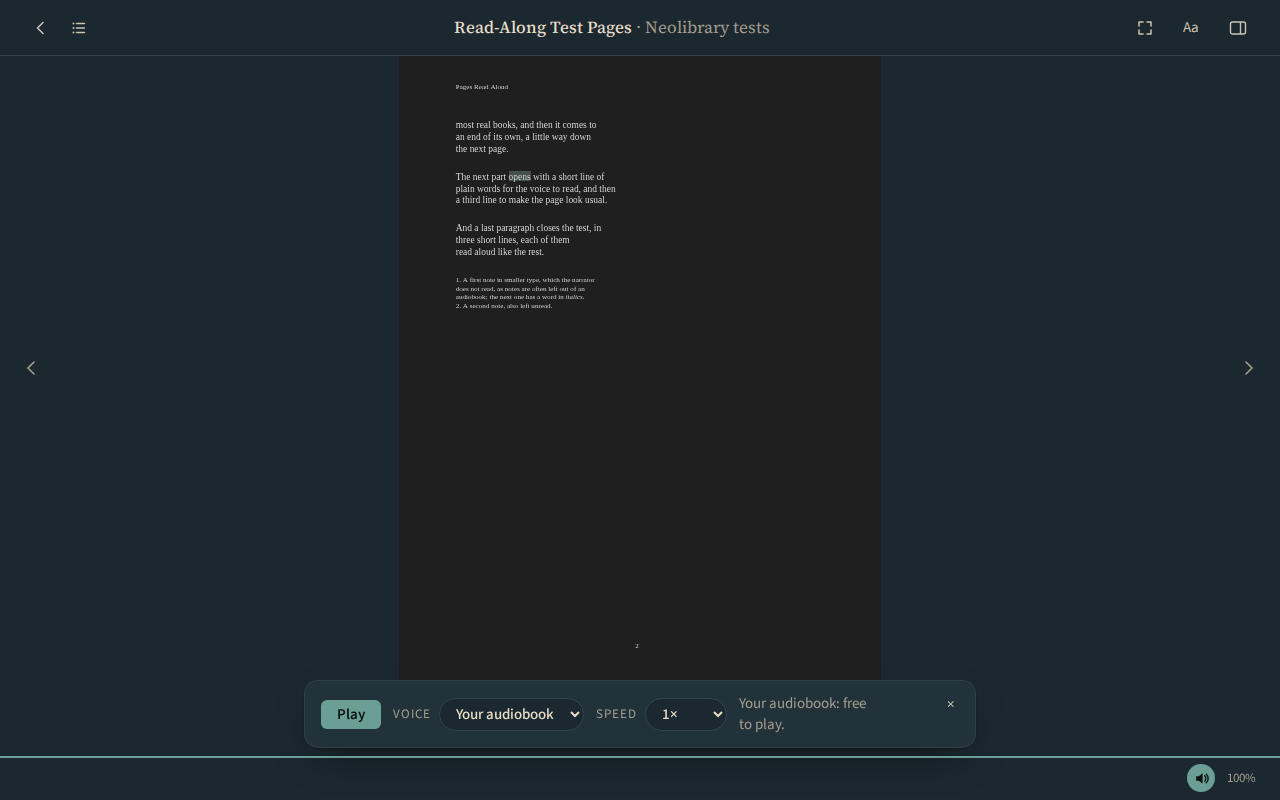 Read-Along Test Pages · Neolibrary tests
Aa
Pages Read Aloud
most real books, and then it comes to
an end of its own, a little way down
the next page.
The next part opens with a short line of
plain words for the voice to read, and then
a third line to make the page look usual.
And a last paragraph closes the test, in
three short lines, each of them
read aloud like the rest.
1. A first note in smaller type, which the narrator
does not read, as notes are often left out of an
audiobook; the next one has a word in italics.
2. A second note, also left unread.
2
Play
VOICE
Your audiobook
SPEED
1×
Your audiobook: free
to play.
×
100%